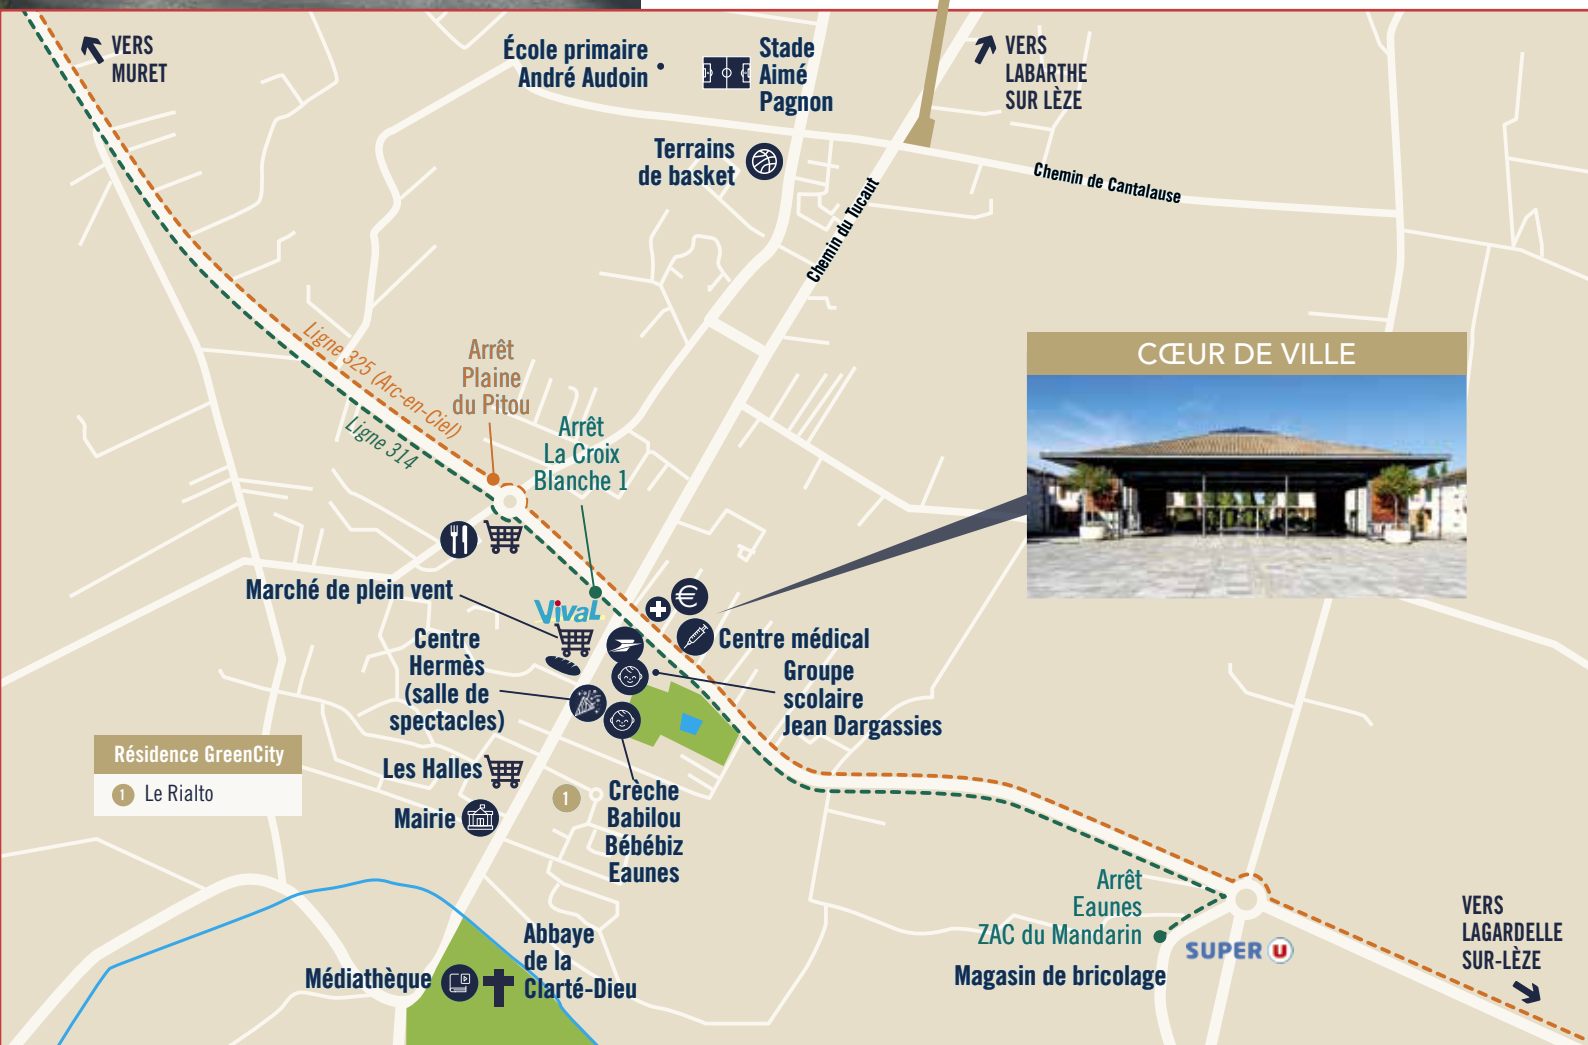 VERS
MURET
École primaire
André Audoin
Stade
Aimé
Pagnon
VERS
LABARTHE
SUR LÈZE
Terrains
de basket
Chemin de Cantalause
Chemin du Tucaut
Ligne 325 (Arc-en-Ciel)
Ligne 314
Arrêt
Plaine
du Pitou
Arrêt
La Croix
Blanche 1
CŒUR DE VILLE
Marché de plein vent
Vival
€
Centre médical
Centre
Hermès
(salle de
spectacles)
Groupe
scolaire
Jean Dargassies
Résidence GreenCity
1 Le Rialto
Les Halles
1
Mairie
Crèche
Babilou
Bébébiz
Eaunes
Arrêt
Eaunes
ZAC du Mandarin
SUPER U
Magasin de bricolage
VERS
LAGARDELLE
SUR-LÈZE
Médiathèque
Abbaye
de la
Clarté-Dieu